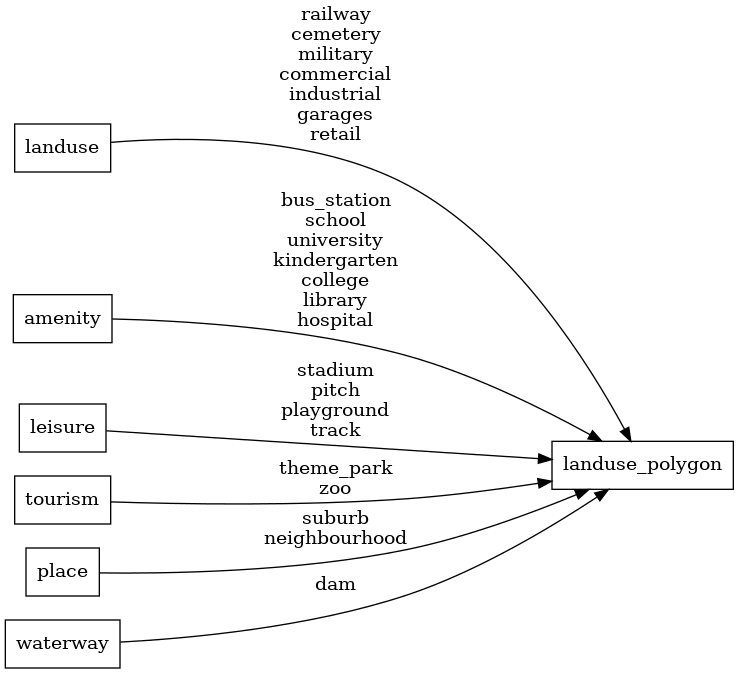 railway
cemetery
military
commercial
industrial
garages
retail
landuse
bus_station
school
university
kindergarten
college
library
hospital
amenity
stadium
pitch
playground
track
leisure
landuse_polygon
theme_park
zoo
tourism
suburb
neighbourhood
place
dam
waterway